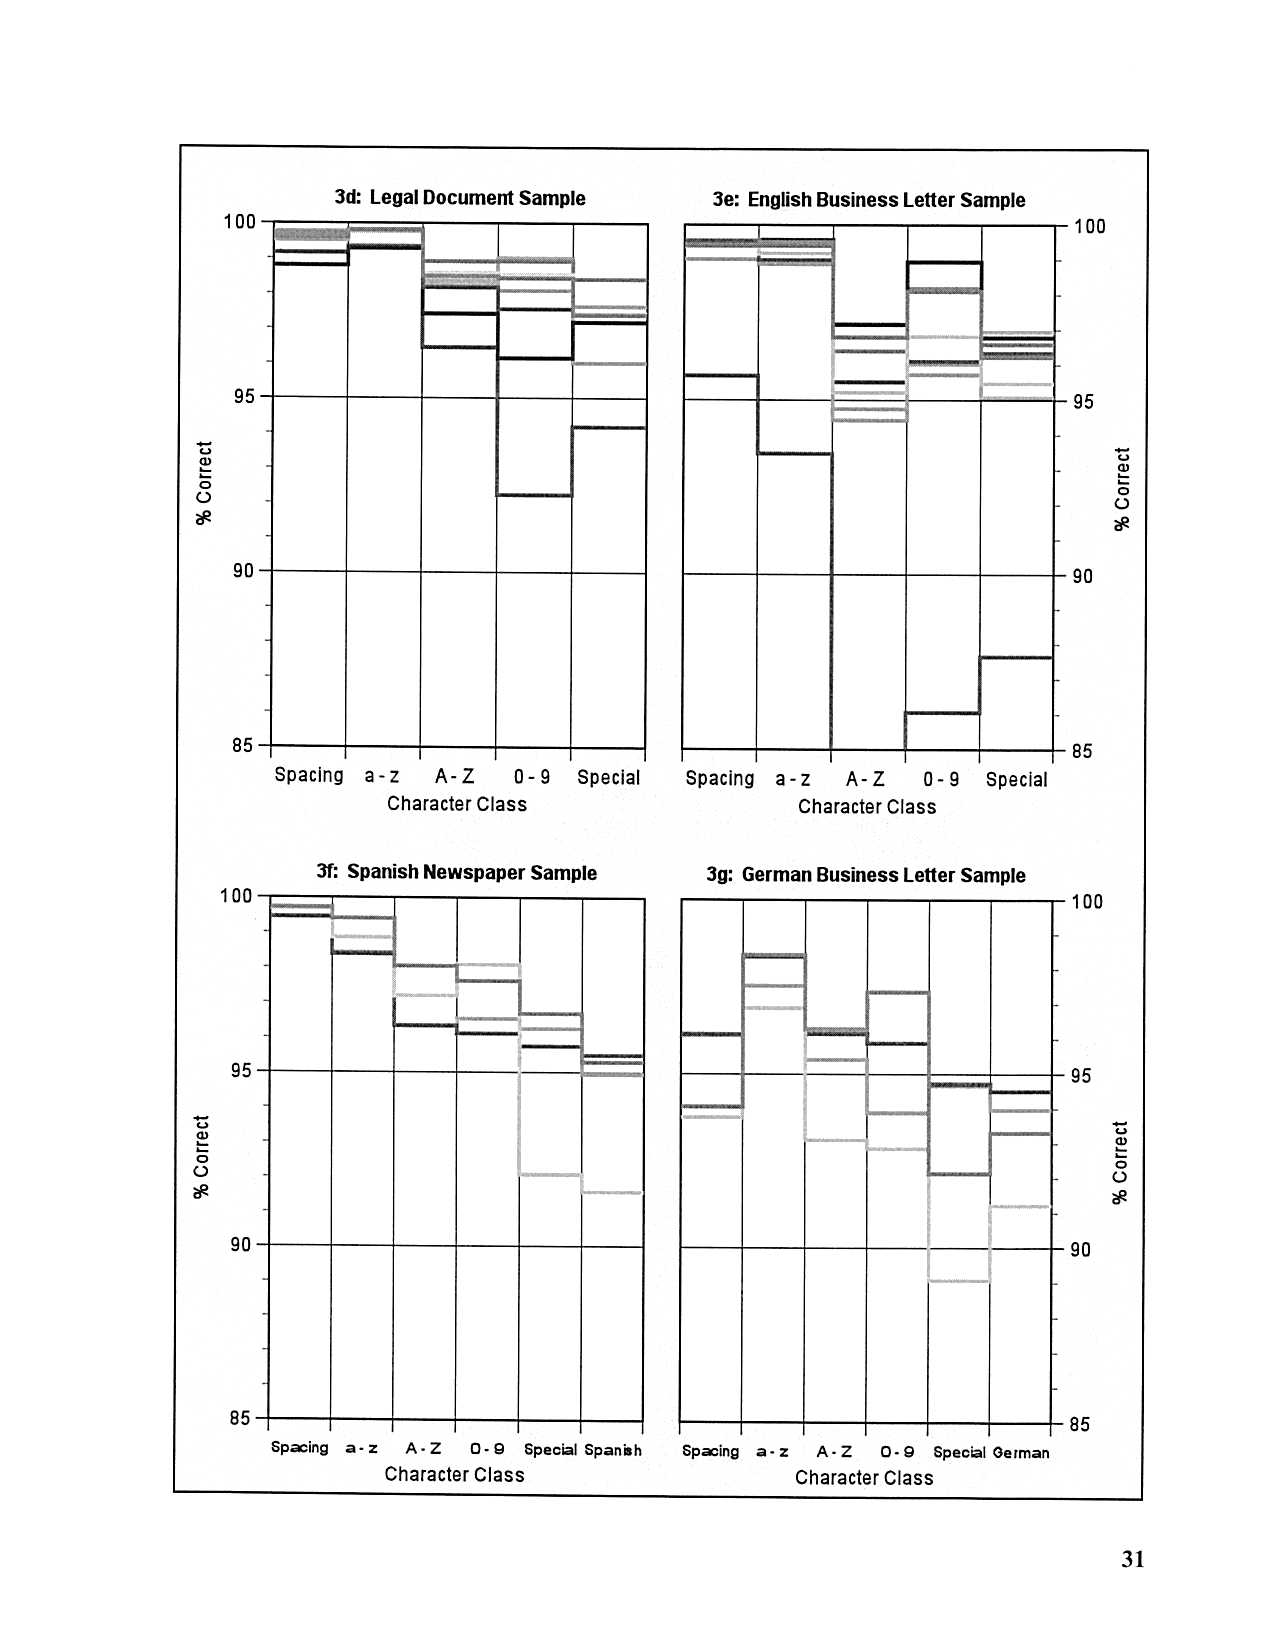 3d: Legal Document Sample
100
95
90
85
% Correct
Spacing a - z A - Z 0 - 9 Special
Character Class
3e: English Business Letter Sample
100
95
90
85
% Correct
Spacing a - z A - Z 0 - 9 Special
Character Class
3f: Spanish Newspaper Sample
100
95
90
85
% Correct
Spacing a - z A - Z 0 - 9 Special Spanish
Character Class
3g: German Business Letter Sample
100
95
90
85
% Correct
Spacing a - z A - Z 0 - 9 Special German
Character Class
31